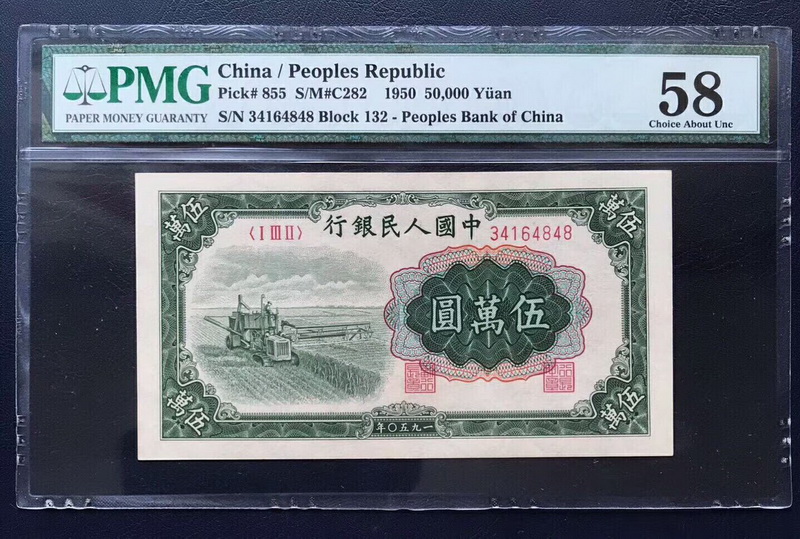 PMG
PAPER MONEY GUARANTY
China / Peoples Republic
Pick# 855 S/M#C282 1950 50,000 Yüan
S/N 34164848 Block 132 - Peoples Bank of China
58
Choice About Unc
行銀民人國中
〈I III II〉
34164848
萬伍
萬伍
圓萬伍
萬伍
萬伍
年〇五九一